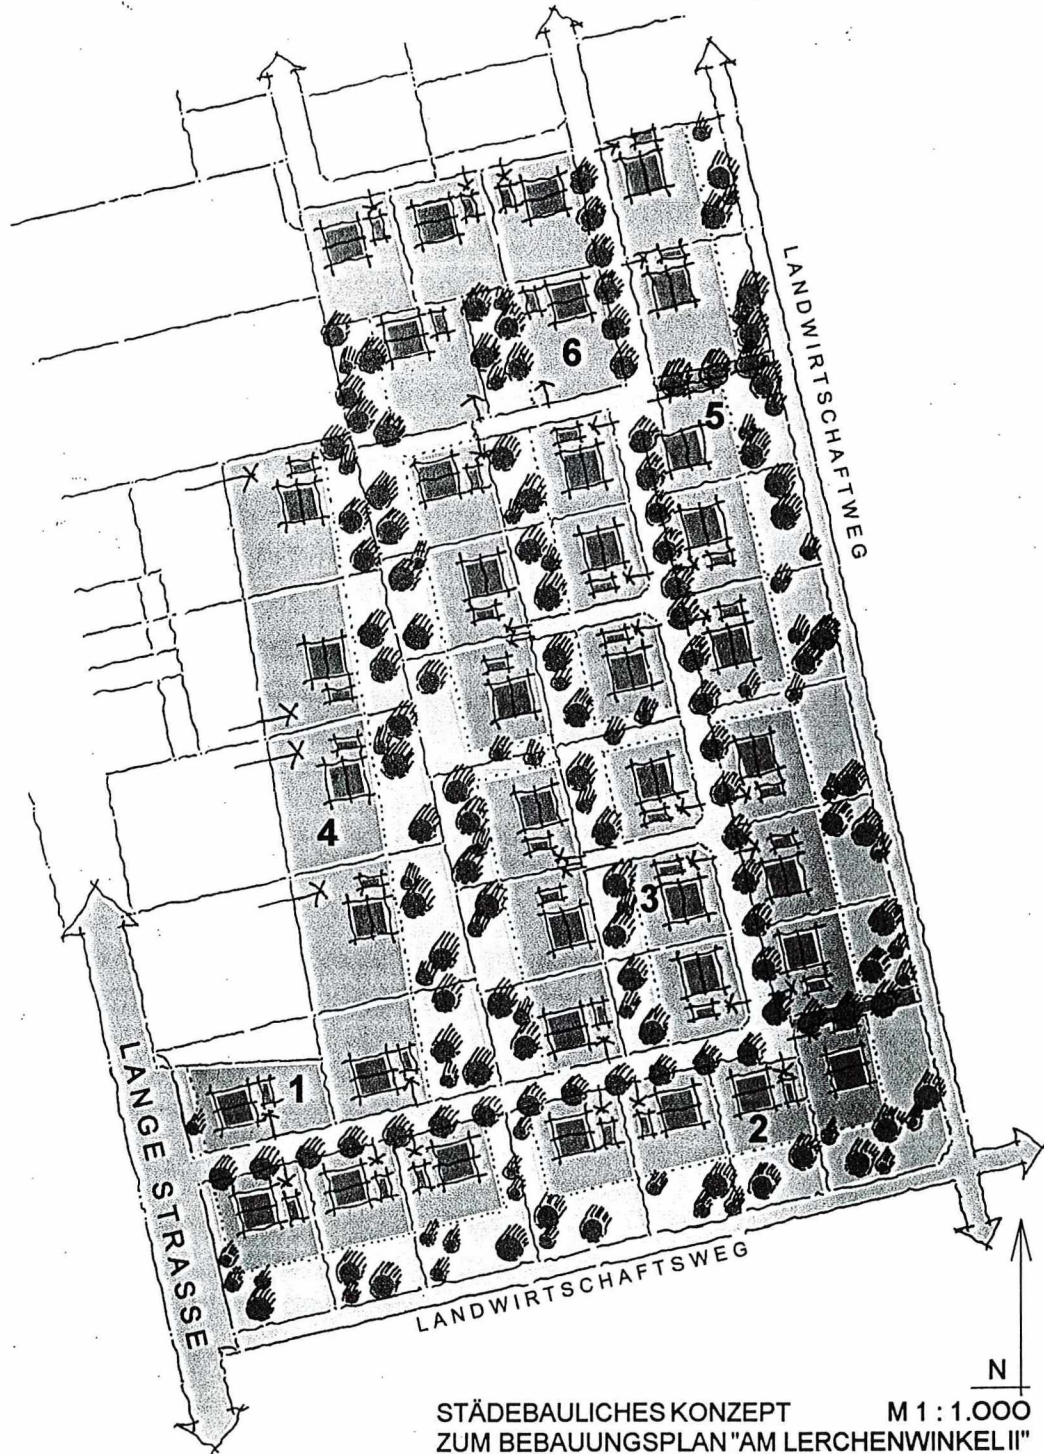 LANDWIRTSCHAFTWEG
6
5
4
3
1
2
LANGE STRASSE
LANDWIRTSCHAFTSWEG
N
STÄDEBAULICHES KONZEPT M 1 : 1.000
ZUM BEBAUUNGSPLAN "AM LERCHENWINKEL II"